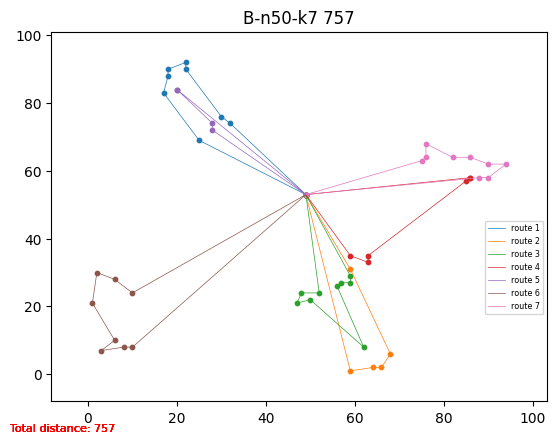 B-n50-k7 757
100
80
60
40
20
0
0 20 40 60 80 100
route 1
route 2
route 3
route 4
route 5
route 6
route 7
Total distance: 757